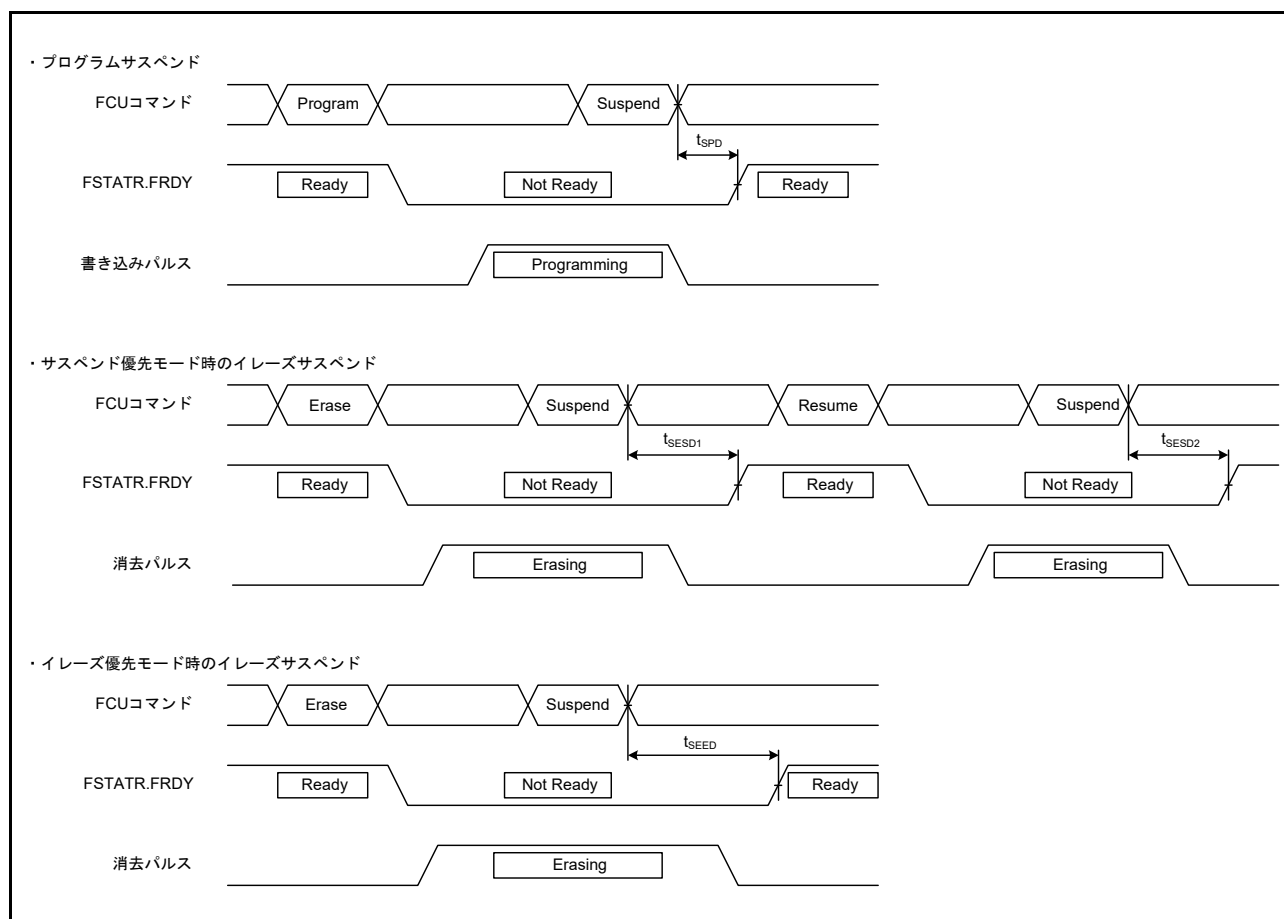 ・プログラムサスペンド
FCUコマンド Program Suspend
tSPD
FSTATR.FRDY Ready Not Ready Ready
書き込みパルス Programming
・サスペンド優先モード時のイレーズサスペンド
FCUコマンド Erase Suspend Resume Suspend
tSESD1 tSESD2
FSTATR.FRDY Ready Not Ready Ready Not Ready
消去パルス Erasing Erasing
・イレーズ優先モード時のイレーズサスペンド
FCUコマンド Erase Suspend
tSEED
FSTATR.FRDY Ready Not Ready Ready
消去パルス Erasing